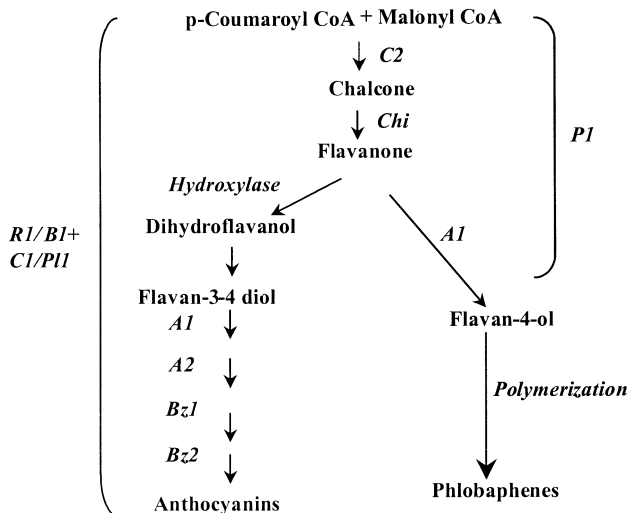 p-Coumaroyl CoA + Malonyl CoA
C2
Chalcone
Chi
P1
Flavanone
Hydroxylase
Dihydroflavanol
A1
R1/B1+
C1/Pl1
Flavan-3-4 diol
Flavan-4-ol
A1
A2
Polymerization
Bz1
Bz2
Phlobaphenes
Anthocyanins